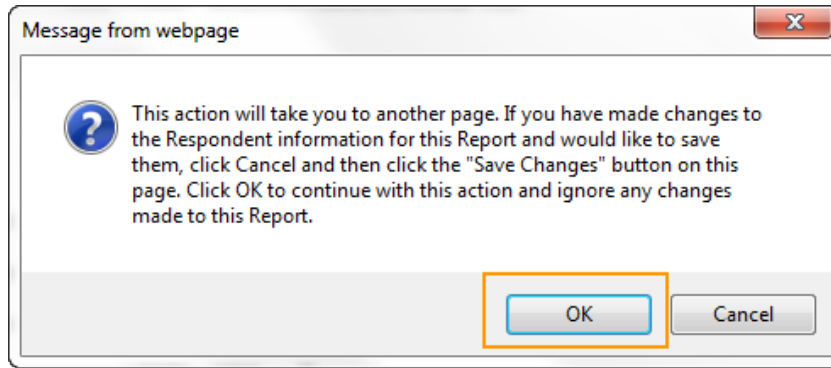 Message from webpage
This action will take you to another page. If you have made changes to
the Respondent information for this Report and would like to save
them, click Cancel and then click the "Save Changes" button on this
page. Click OK to continue with this action and ignore any changes
made to this Report.
OK
Cancel